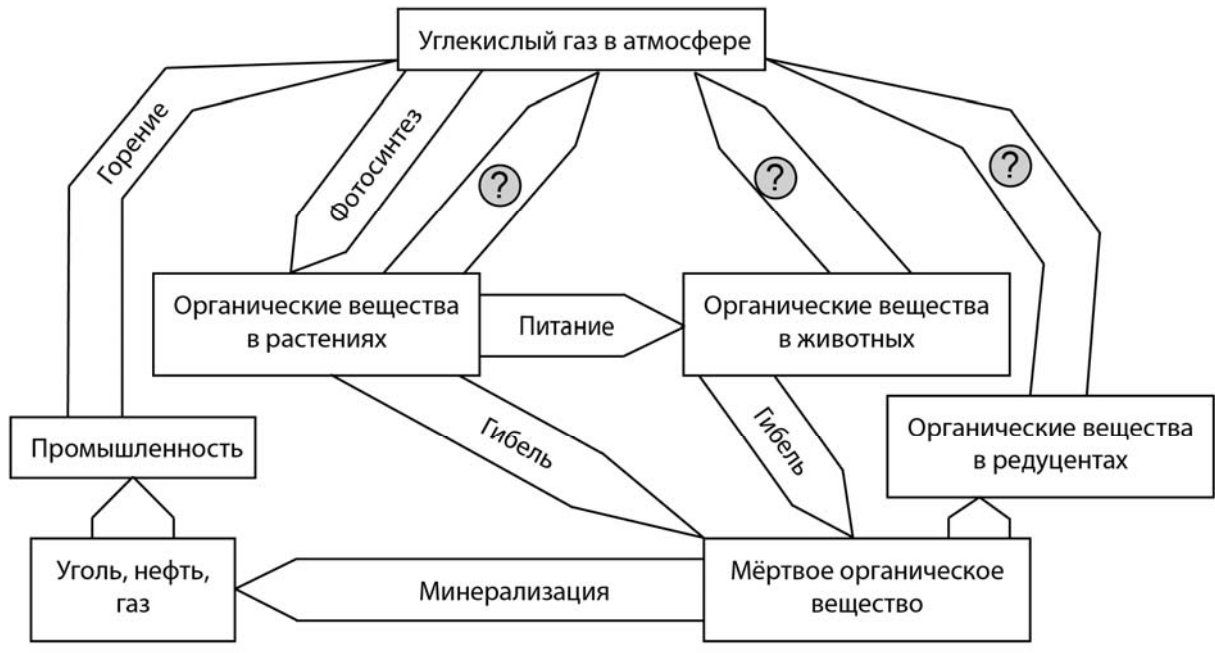 Углекислый газ в атмосфере
Горение
Фотосинтез
?
?
?
Органические вещества
в растениях
Питание
Органические вещества
в животных
Гибель
Гибель
Органические вещества
в редуцентах
Промышленность
Уголь, нефть,
газ
Минерализация
Мёртвое органическое
вещество